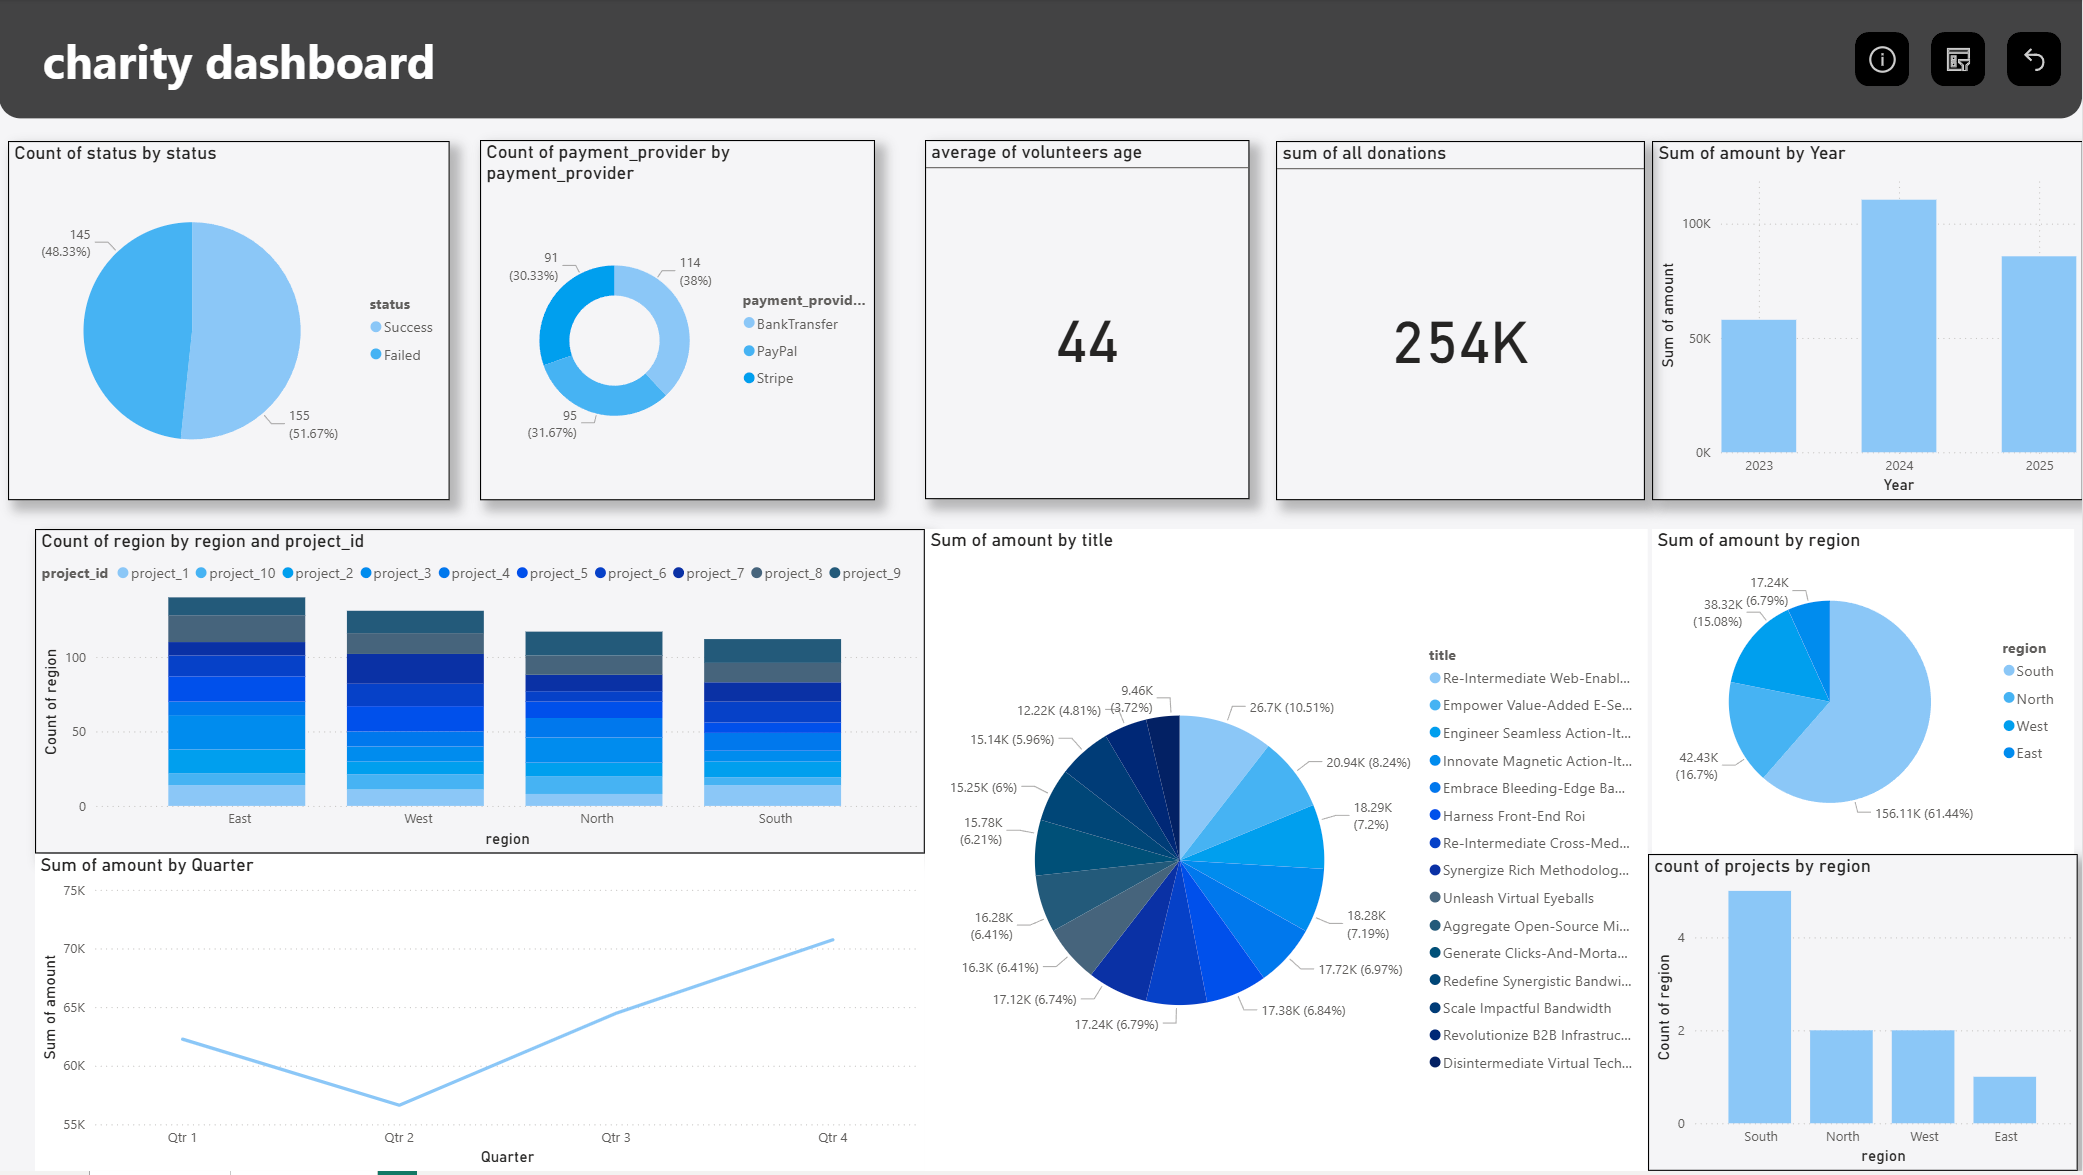 charity dashboard
Count of status by status
145
(48.33%)
155
(51.67%)
status
Success
Failed
Count of payment_provider by
payment_provider
91
(30.33%)
114
(38%)
95
(31.67%)
payment_provid...
BankTransfer
PayPal
Stripe
average of volunteers age
44
sum of all donations
254K
Sum of amount by Year
Sum of amount
100K
50K
0K
2023
2024
2025
Year
Count of region by region and project_id
project_id project_1 project_10 project_2 project_3 project_4 project_5 project_6 project_7 project_8 project_9
Count of region
100
50
0
East
West
North
South
region
Sum of amount by title
9.46K
(3.72%)
12.22K (4.81%)
15.14K (5.96%)
15.25K (6%)
15.78K
(6.21%)
16.28K
(6.41%)
16.3K (6.41%)
17.12K (6.74%)
17.24K (6.79%)
26.7K (10.51%)
20.94K (8.24%)
18.29K
(7.2%)
18.28K
(7.19%)
17.72K (6.97%)
17.38K (6.84%)
title
Re-Intermediate Web-Enabl...
Empower Value-Added E-Se...
Engineer Seamless Action-It...
Innovate Magnetic Action-It...
Embrace Bleeding-Edge Ba...
Harness Front-End Roi
Re-Intermediate Cross-Med...
Synergize Rich Methodolog...
Unleash Virtual Eyeballs
Aggregate Open-Source Mi...
Generate Clicks-And-Morta...
Redefine Synergistic Bandwi...
Scale Impactful Bandwidth
Revolutionize B2B Infrastruc...
Disintermediate Virtual Tech...
Sum of amount by region
17.24K
(6.79%)
38.32K
(15.08%)
42.43K
(16.7%)
156.11K (61.44%)
region
South
North
West
East
Sum of amount by Quarter
Sum of amount
75K
70K
65K
60K
55K
Qtr 1
Qtr 2
Qtr 3
Qtr 4
Quarter
count of projects by region
Count of region
4
2
0
South
North
West
East
region